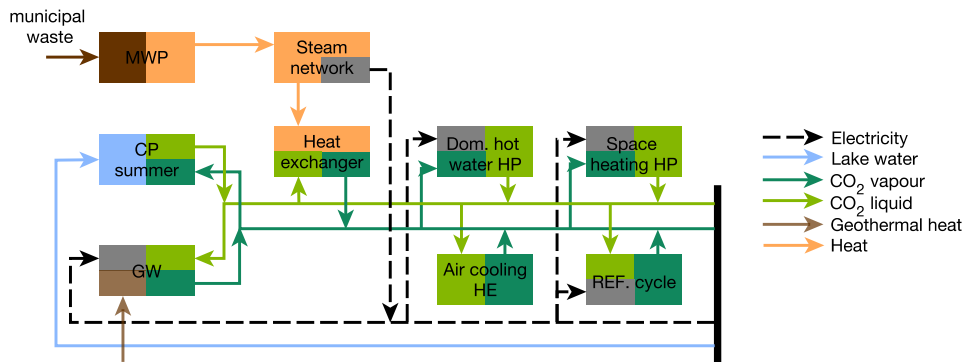 municipal
waste
MWP
Steam
network
CP
summer
Heat
exchanger
Dom. hot
water HP
Space
heating HP
GW
Air cooling
HE
REF. cycle
Electricity
Lake water
CO₂ vapour
CO₂ liquid
Geothermal heat
Heat